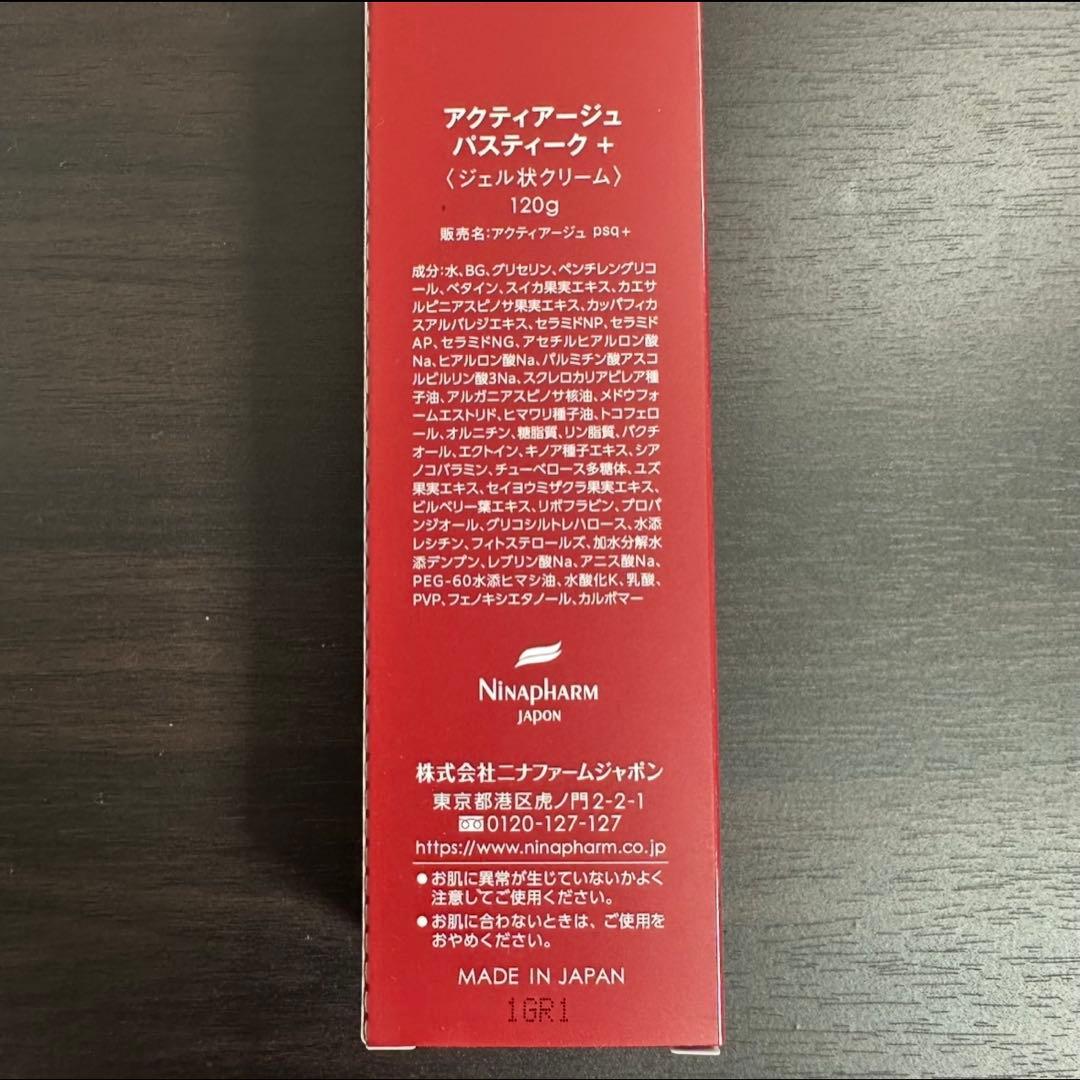 アクティアージュ
パスティーク +
〈ジェル状クリーム〉
120g
販売名:アクティアージュ psq+
成分:水、BG、グリセリン、ペンチレングリコ
ール、ベタイン、スイカ果実エキス、カエサ
ルピニアスピノサ果実エキス、カッパフィカ
スアルバレジエキス、セラミドNP、セラミド
AP、セラミドNG、アセチルヒアルロン酸
Na、ヒアルロン酸Na、パルミチン酸アスコ
ルビルリン酸3Na、スクレロカリアビレア種
子油、アルガニアスピノサ核油、メドウフォ
ームエストリド、ヒマワリ種子油、トコフェロ
ール、オルニチン、糖脂質、リン脂質、バクチ
オール、エクトイン、キノア種子エキス、シア
ノコバラミン、チューベロース多糖体、ユズ
果実エキス、セイヨウミザクラ果実エキス、
ビルベリー葉エキス、リボフラビン、プロパ
ンジオール、グリコシルトレハロース、水添
レシチン、フィトステロールズ、加水分解水
添デンプン、レブリン酸Na、アニス酸Na、
PEG-60水添ヒマシ油、水酸化K、乳酸、
PVP、フェノキシエタノール、カルボマー
NINAPHARM
JAPON
株式会社ニナファームジャポン
東京都港区虎ノ門2-2-1
0120-127-127
https://www.ninapharm.co.jp
●お肌に異常が生じていないかよく
注意してご使用ください。
●お肌に合わないときは、ご使用を
おやめください。
MADE IN JAPAN
1GR1